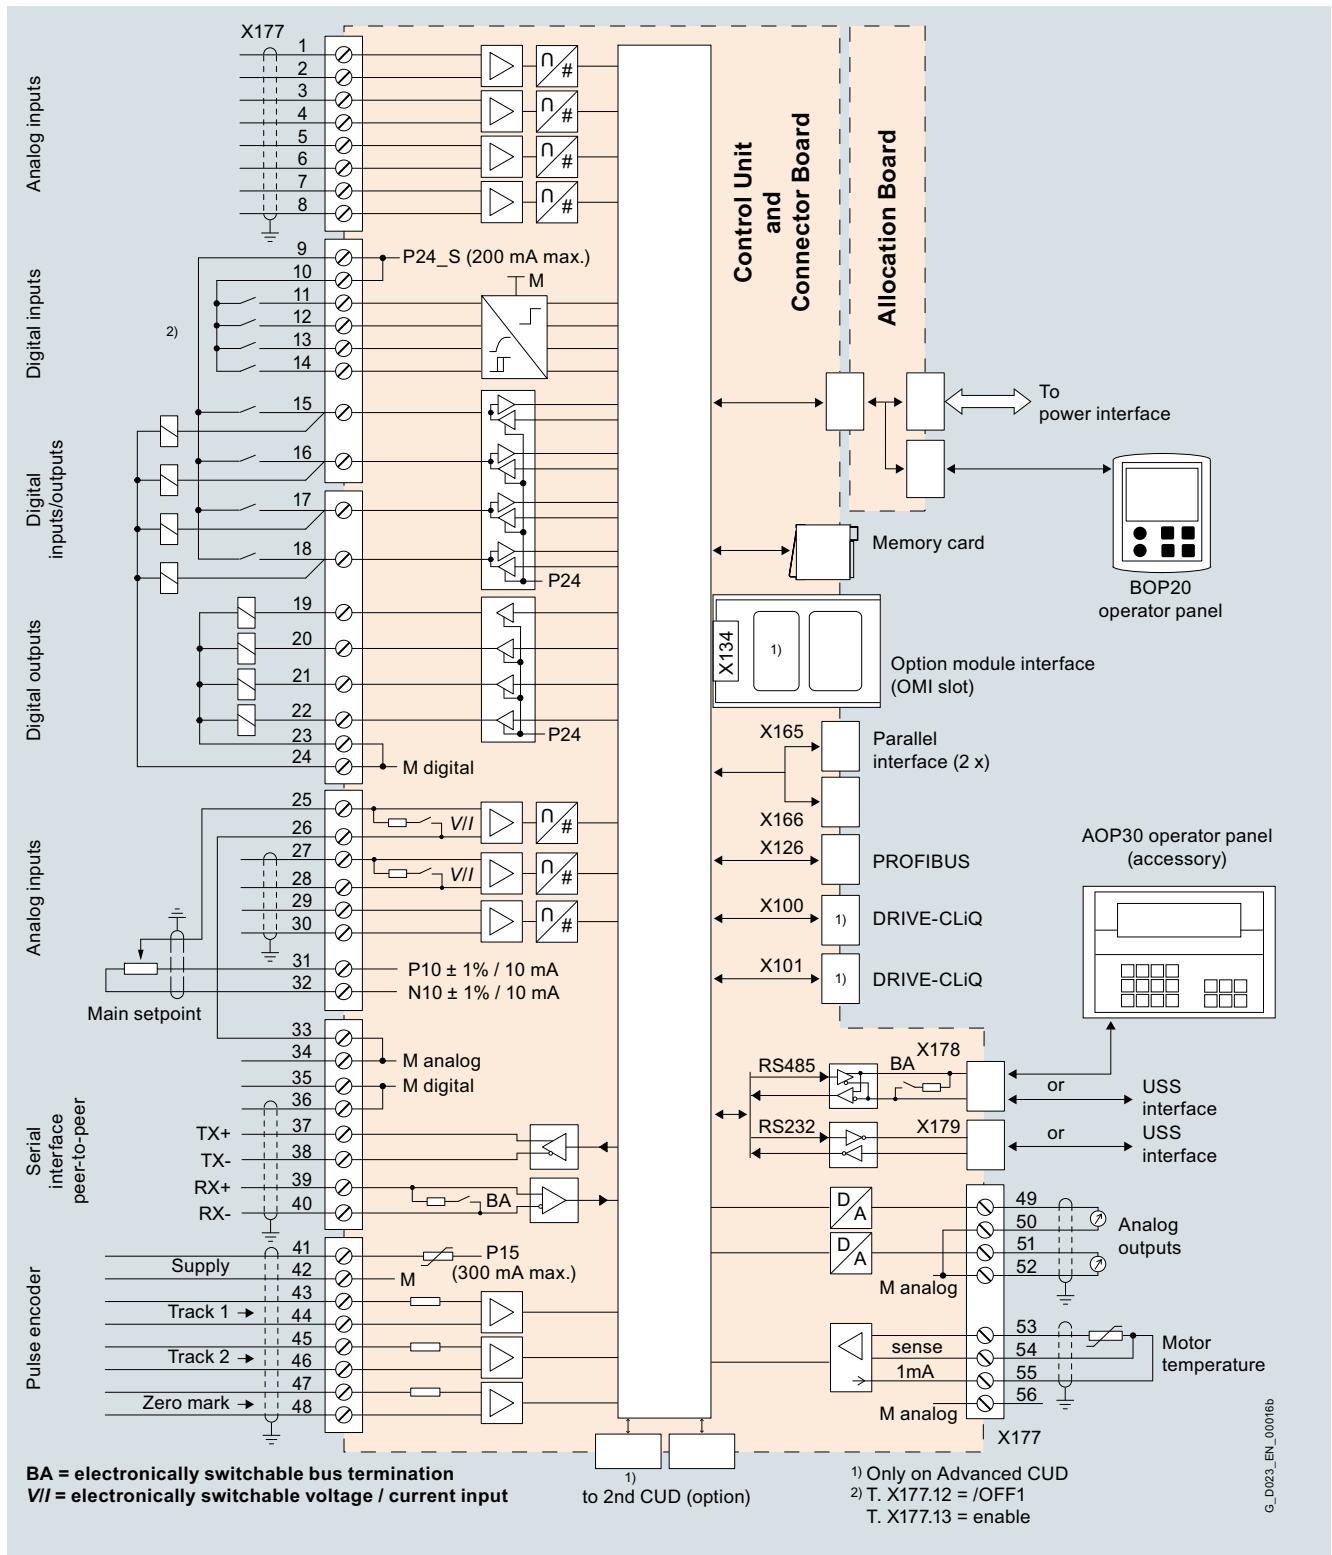 X177
Analog inputs
1
2
3
4
5
6
7
8
∩
#
∩
#
∩
#
∩
#
Control Unit
and
Connector Board
Allocation Board
Digital inputs
2)
9
10
11
12
13
14
P24_S (200 mA max.)
M
Digital
inputs/outputs
15
16
17
18
P24
To
power interface
BOP20
operator panel
Memory card
Digital outputs
19
20
21
22
23
24
P24
M digital
X134
1)
Option module interface
(OMI slot)
X165
Parallel
interface (2 x)
X166
X126
PROFIBUS
X100
1)
DRIVE-CLiQ
X101
1)
DRIVE-CLiQ
Analog inputs
25
26
27
28
29
30
31
32
V/I
V/I
∩
#
∩
#
∩
#
P10 ± 1% / 10 mA
N10 ± 1% / 10 mA
Main setpoint
AOP30 operator panel
(accessory)
33
34
35
36
M analog
M digital
Serial
interface
peer-to-peer
TX+
37
TX-
38
RX+
39
RX-
40
BA
RS485
BA
X178
or
USS
interface
RS232
X179
or
USS
interface
Pulse encoder
41
Supply
42
43
Track 1
44
45
Track 2
46
47
Zero mark
48
P15
(300 mA max.)
M
D
A
D
A
49
50
51
52
M analog
Analog
outputs
sense
1mA
53
54
55
56
M analog
Motor
temperature
X177
BA = electronically switchable bus termination
V/I = electronically switchable voltage / current input
1)
to 2nd CUD (option)
1) Only on Advanced CUD
2) T. X177.12 = /OFF1
T. X177.13 = enable
G_D023_EN_00016b